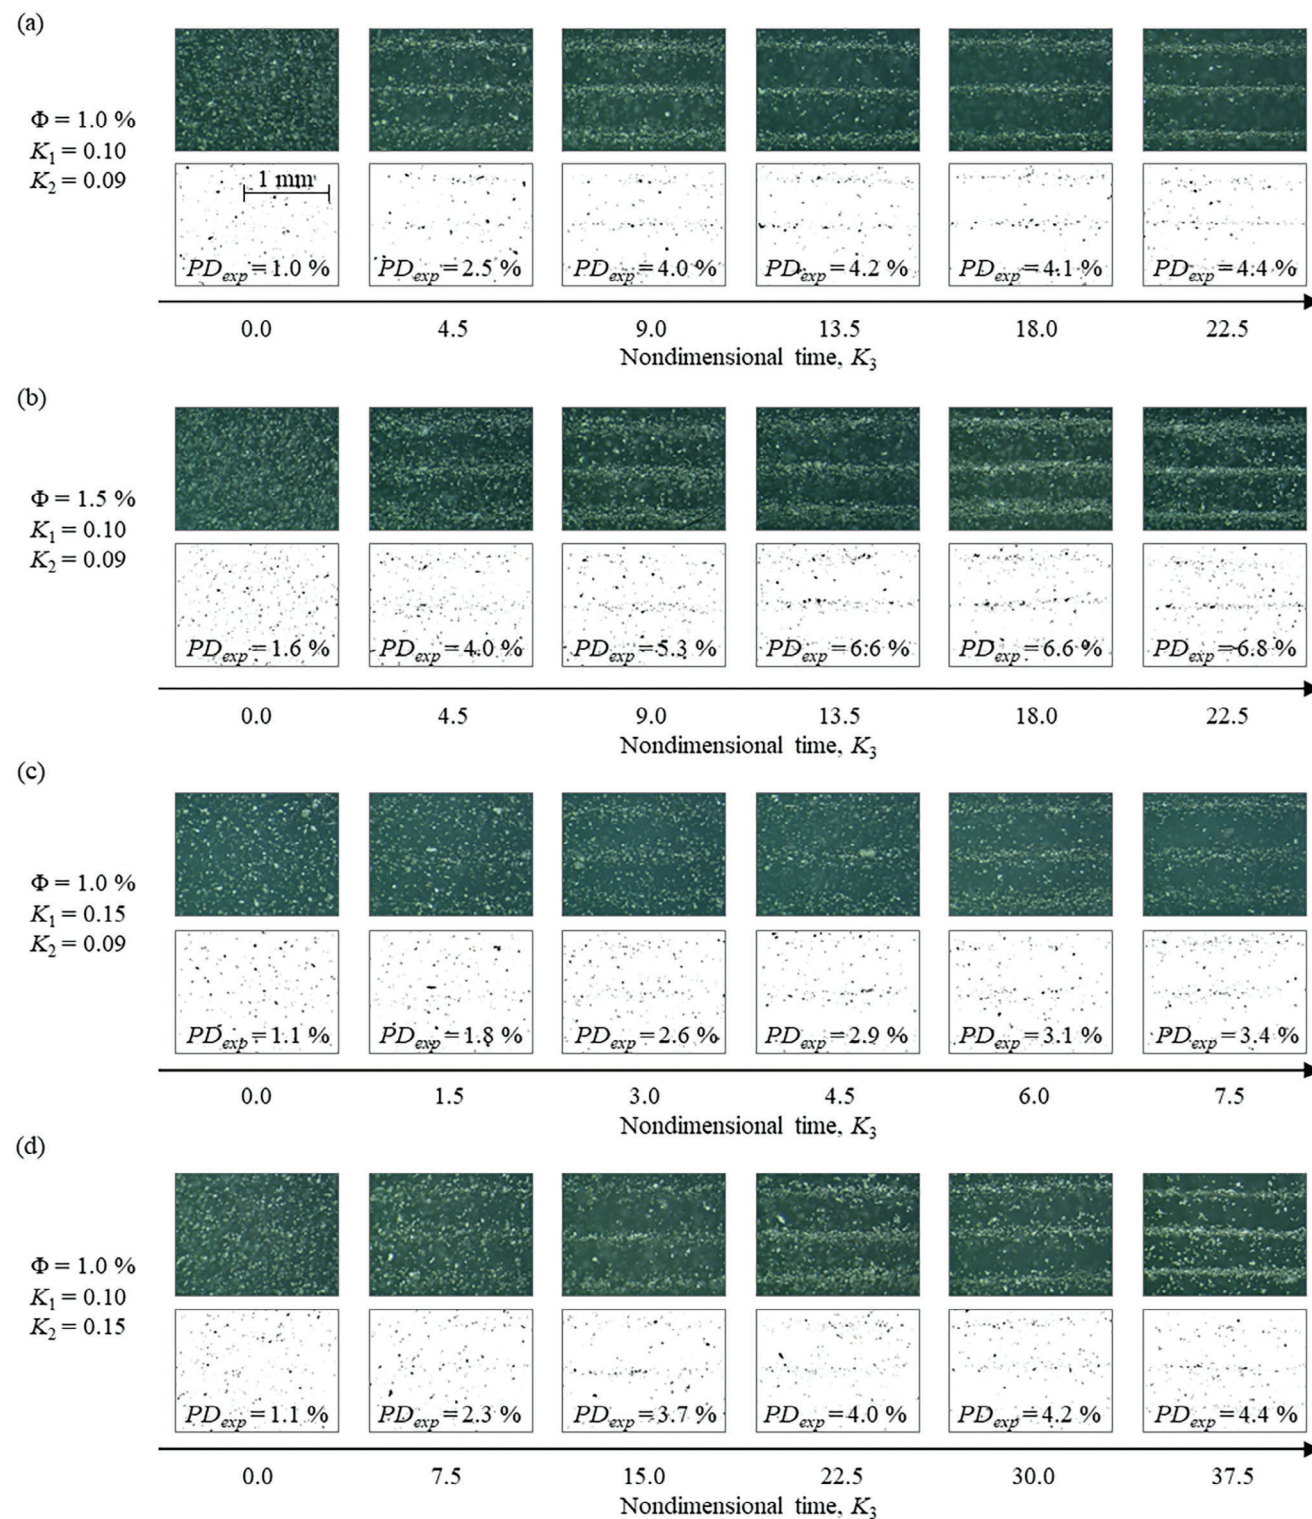 (a)
Φ = 1.0 %
K₁ = 0.10
K₂ = 0.09
1 mm
PDₑₓₚ = 1.0 % PDₑₓₚ = 2.5 % PDₑₓₚ = 4.0 % PDₑₓₚ = 4.2 % PDₑₓₚ = 4.1 % PDₑₓₚ = 4.4 %
0.0 4.5 9.0 13.5 18.0 22.5
Nondimensional time, K₃
(b)
Φ = 1.5 %
K₁ = 0.10
K₂ = 0.09
PDₑₓₚ = 1.6 % PDₑₓₚ = 4.0 % PDₑₓₚ = 5.3 % PDₑₓₚ = 6.6 % PDₑₓₚ = 6.6 % PDₑₓₚ = 6.8 %
0.0 4.5 9.0 13.5 18.0 22.5
Nondimensional time, K₃
(c)
Φ = 1.0 %
K₁ = 0.15
K₂ = 0.09
PDₑₓₚ = 1.1 % PDₑₓₚ = 1.8 % PDₑₓₚ = 2.6 % PDₑₓₚ = 2.9 % PDₑₓₚ = 3.1 % PDₑₓₚ = 3.4 %
0.0 1.5 3.0 4.5 6.0 7.5
Nondimensional time, K₃
(d)
Φ = 1.0 %
K₁ = 0.10
K₂ = 0.15
PDₑₓₚ = 1.1 % PDₑₓₚ = 2.3 % PDₑₓₚ = 3.7 % PDₑₓₚ = 4.0 % PDₑₓₚ = 4.2 % PDₑₓₚ = 4.4 %
0.0 7.5 15.0 22.5 30.0 37.5
Nondimensional time, K₃